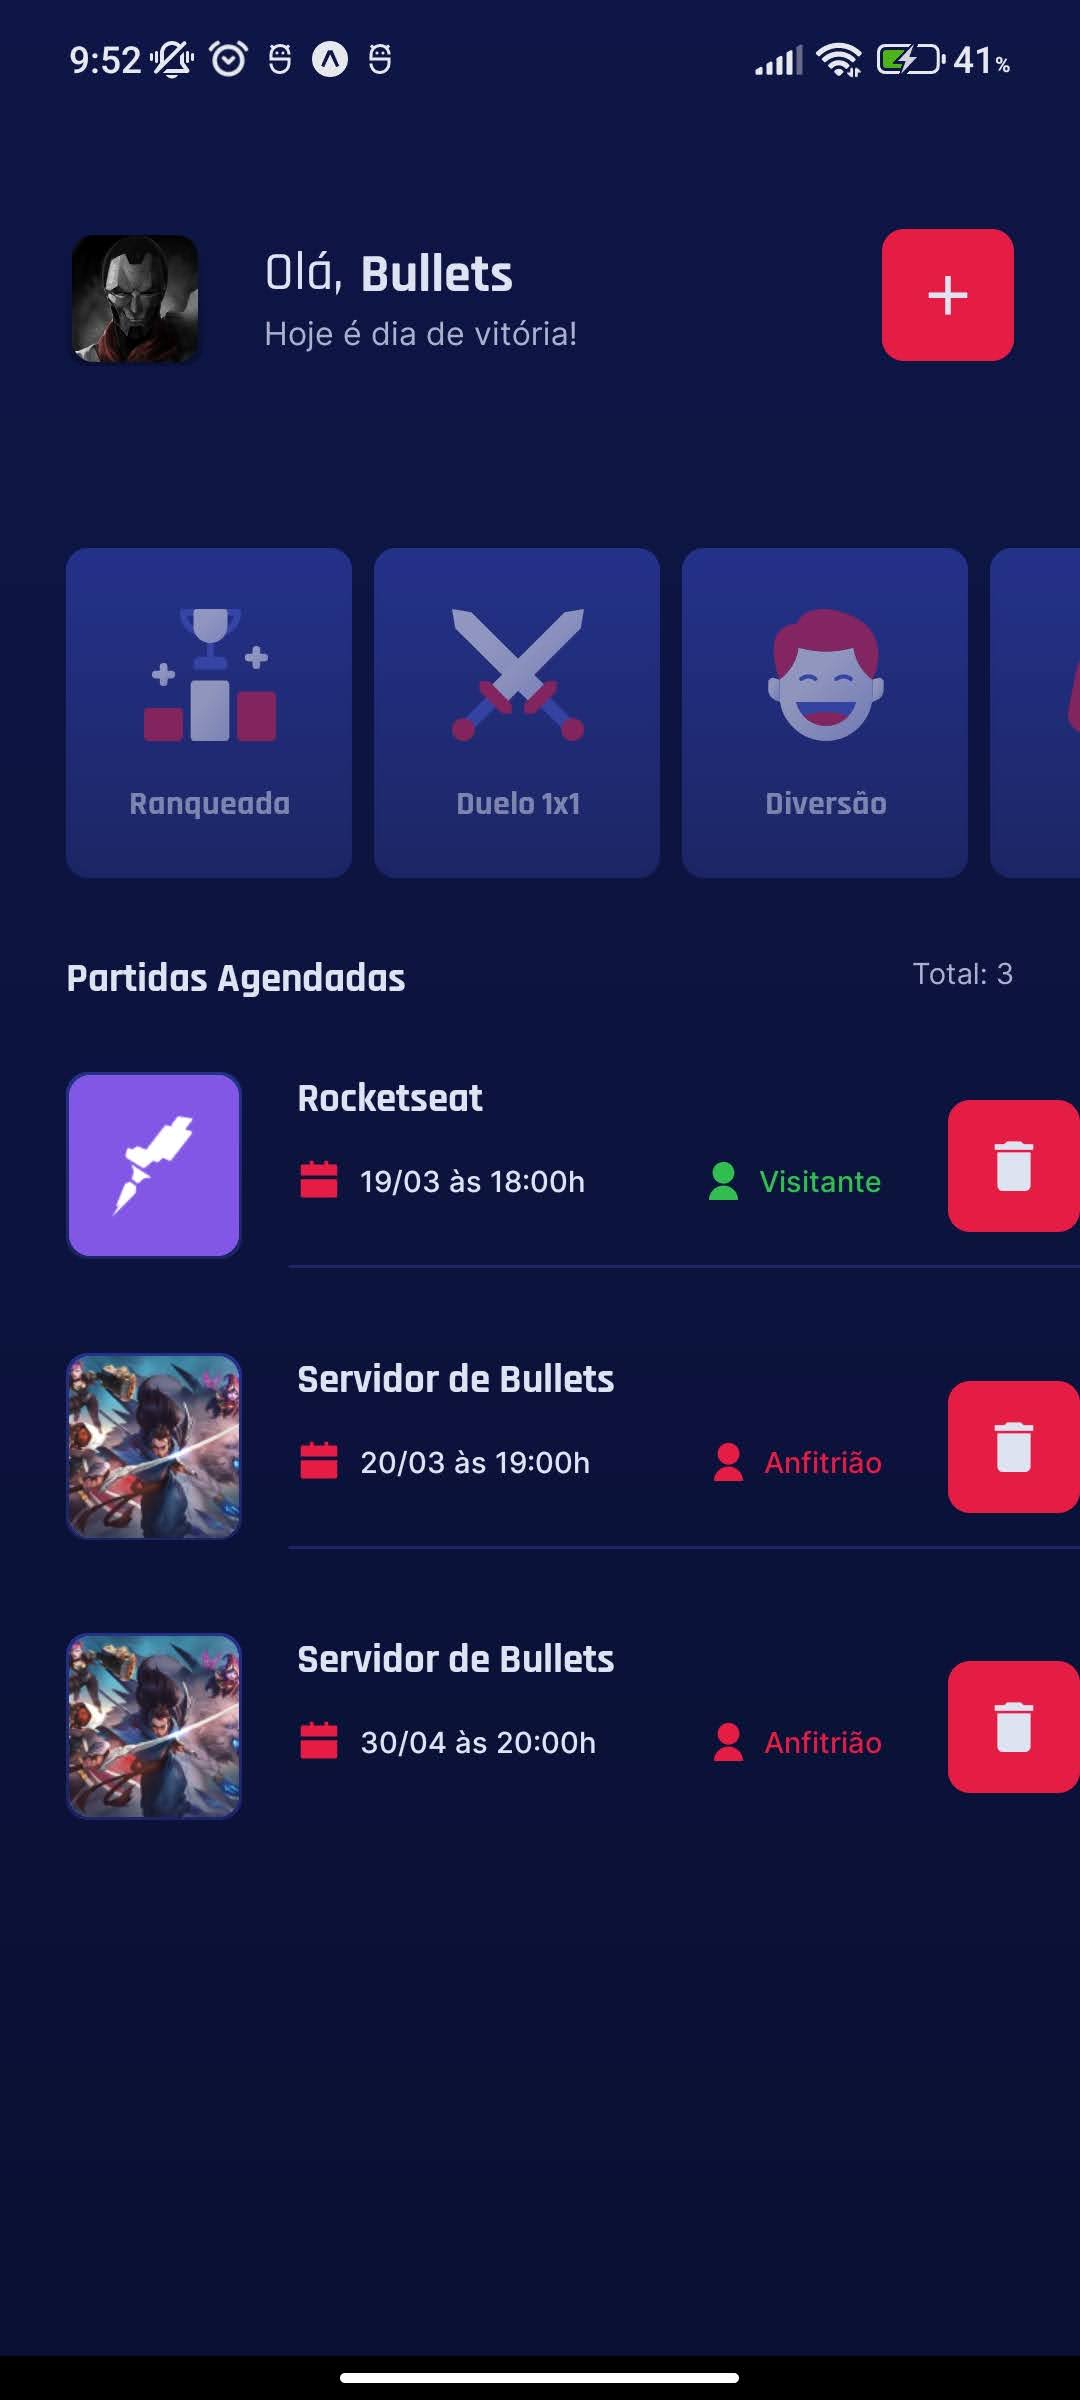 9:52 41%
Olá, Bullets
Hoje é dia de vitória!
Ranqueada Duelo 1x1 Diversão
Partidas Agendadas Total: 3
Rocketseat
19/03 às 18:00h Visitante
Servidor de Bullets
20/03 às 19:00h Anfitrião
Servidor de Bullets
30/04 às 20:00h Anfitrião